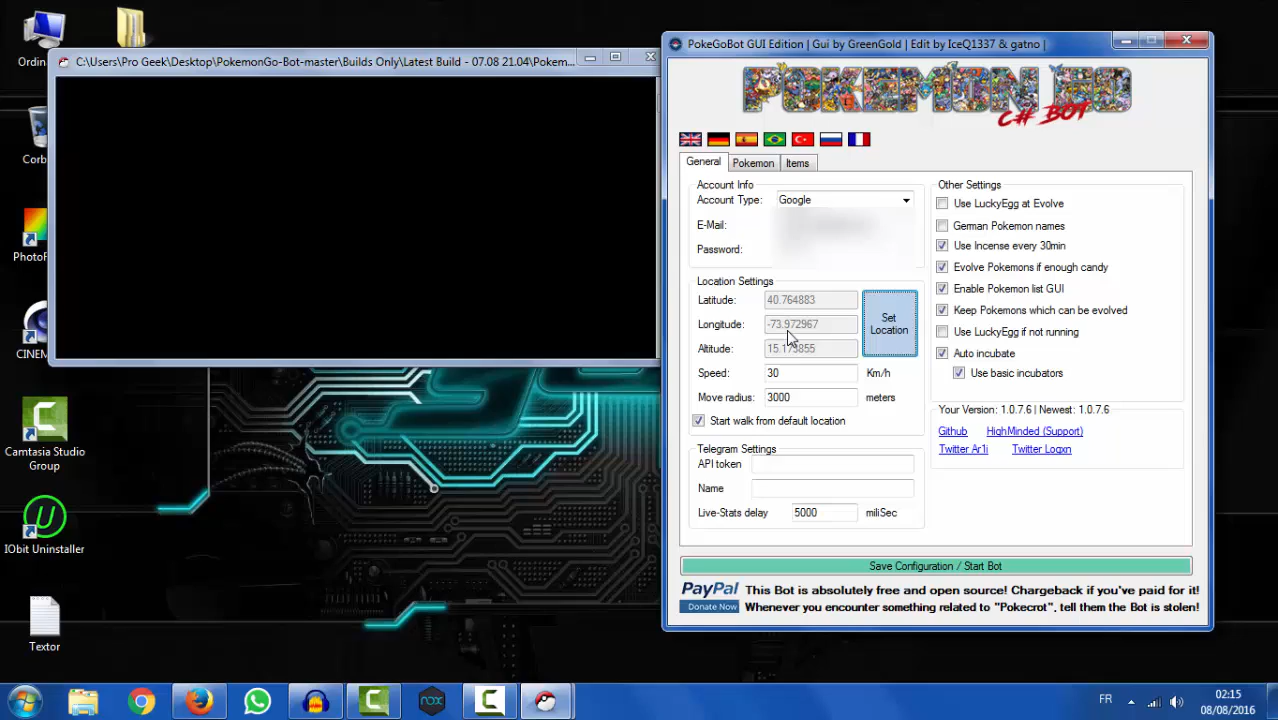 Ordin
C:\Users\Pro Geek\Desktop\PokemonGo-Bot-master\Builds Only\Latest Build - 07.08 21.04\Pokem...
PokeGoBot GUI Edition | Gui by GreenGold | Edit by IceQ1337 & gatno |
POKEMON GO
C# BOT
General
Pokemon
Items
Account Info
Account Type:
Google
E-Mail:
Password:
Location Settings
Latitude:
40.764883
Longitude:
-73.972967
Altitude:
Set
Location
Speed:
30
Km/h
Move radius:
3000
meters
Start walk from default location
Telegram Settings
API token
Name
Live-Stats delay
5000
miliSec
Other Settings
Use LuckyEgg at Evolve
German Pokemon names
Use Incense every 30min
Evolve Pokemons if enough candy
Enable Pokemon list GUI
Keep Pokemons which can be evolved
Use LuckyEgg if not running
Auto incubate
Use basic incubators
Your Version: 1.0.7.6 | Newest: 1.0.7.6
Github
HighMinded (Support)
Twitter Ar1i
Twitter Logxn
Save Configuration / Start Bot
PayPal
Donate Now
This Bot is absolutely free and open source! Chargeback if you've paid for it!
Whenever you encounter something related to "Pokecrot", tell them the Bot is stolen!
Corb
PhotoF
CINEM
Camtasia Studio
Group
IObit Uninstaller
Textor
nox
FR
02:15
08/08/2016